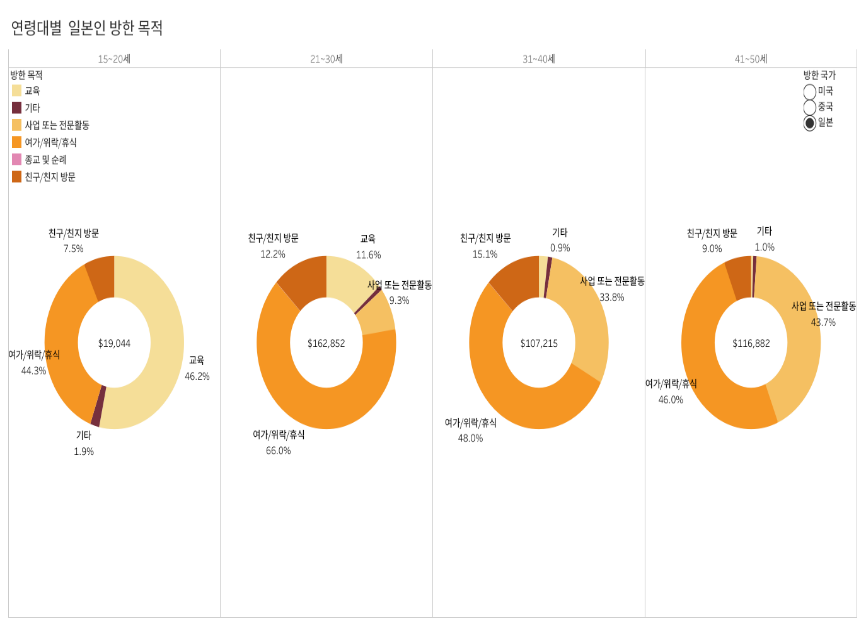 연령대별 일본인 방한 목적
15~20세
21~30세
31~40세
41~50세
방한 목적
교육
기타
사업 또는 전문활동
여가/위락/휴식
종교 및 순례
친구/친지 방문
방한 국가
미국
중국
일본
친구/친지 방문
7.5%
여가/위락/휴식
44.3%
$19,044
교육
46.2%
기타
1.9%
친구/친지 방문
12.2%
교육
11.6%
사업 또는 전문활동
9.3%
$162,852
여가/위락/휴식
66.0%
친구/친지 방문
15.1%
기타
0.9%
사업 또는 전문활동
33.8%
$107,215
여가/위락/휴식
48.0%
친구/친지 방문
9.0%
기타
1.0%
사업 또는 전문활동
43.7%
$116,882
여가/위락/휴식
46.0%